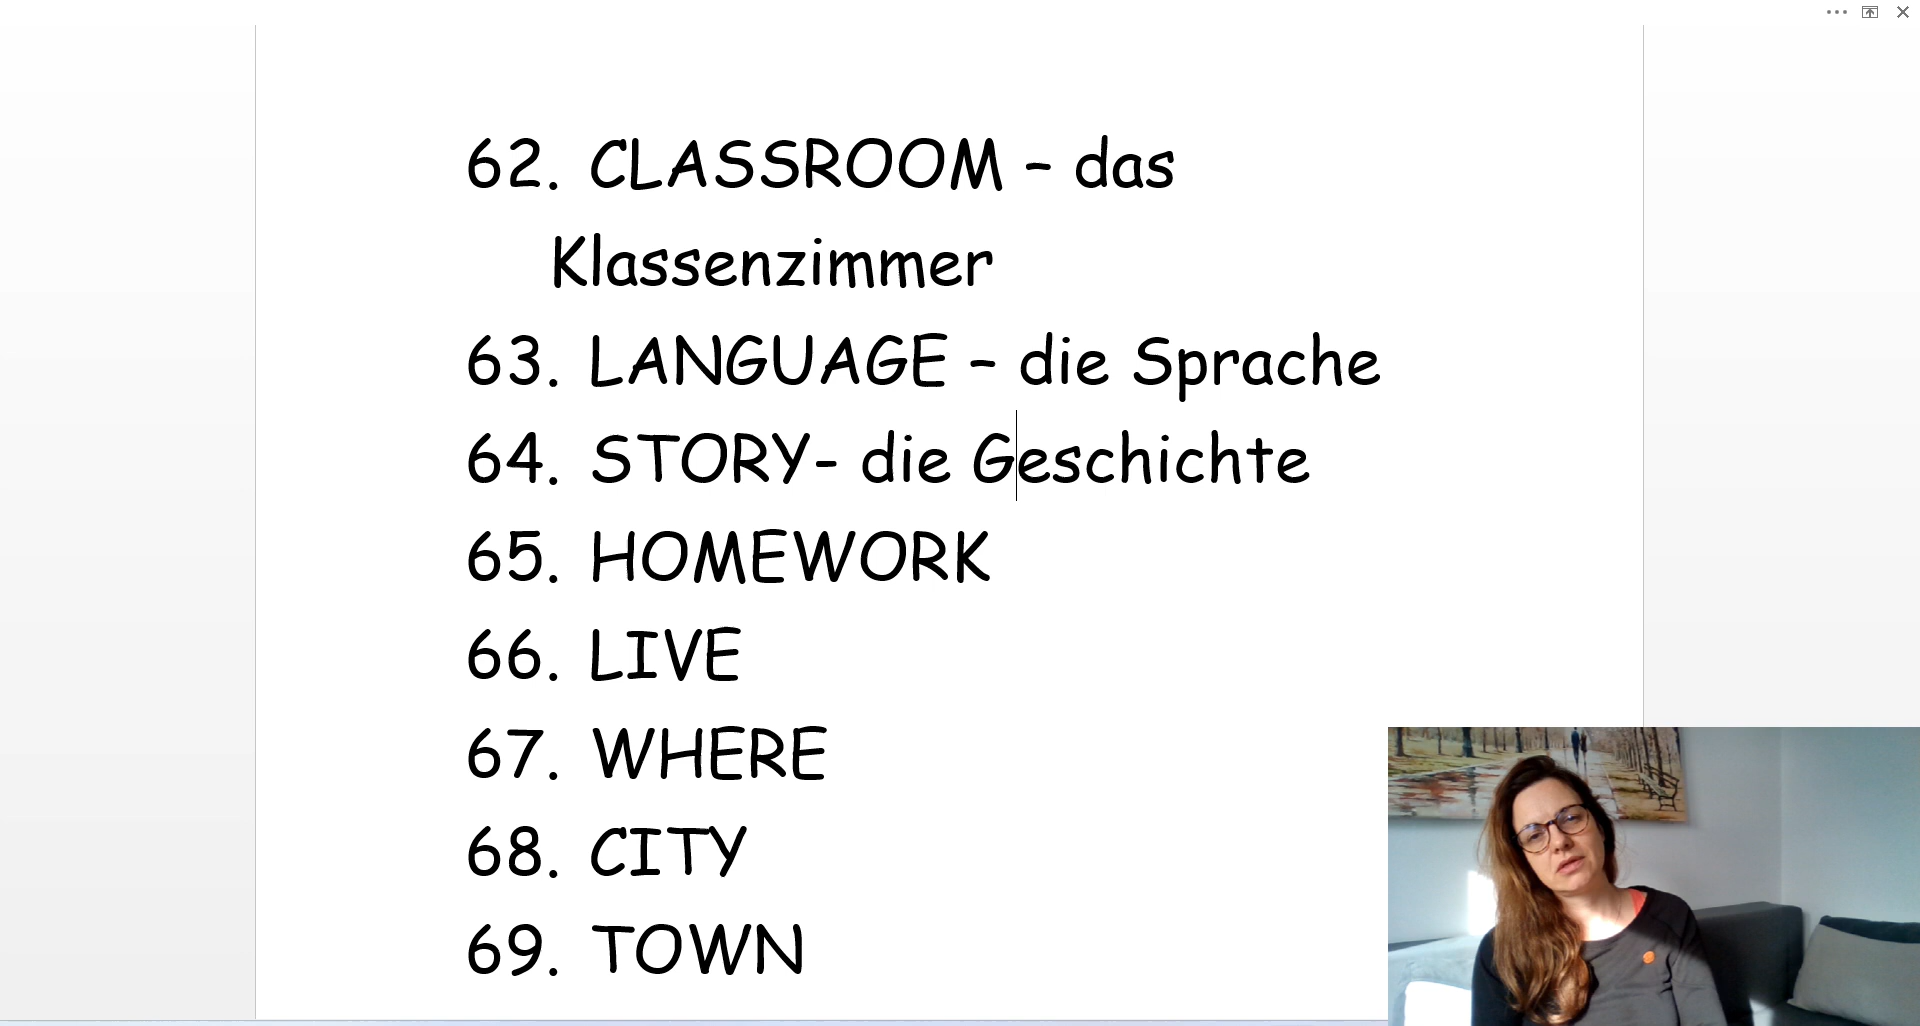 62. CLASSROOM – das
Klassenzimmer
63. LANGUAGE – die Sprache
64. STORY- die Geschichte
65. HOMEWORK
66. LIVE
67. WHERE
68. CITY
69. TOWN